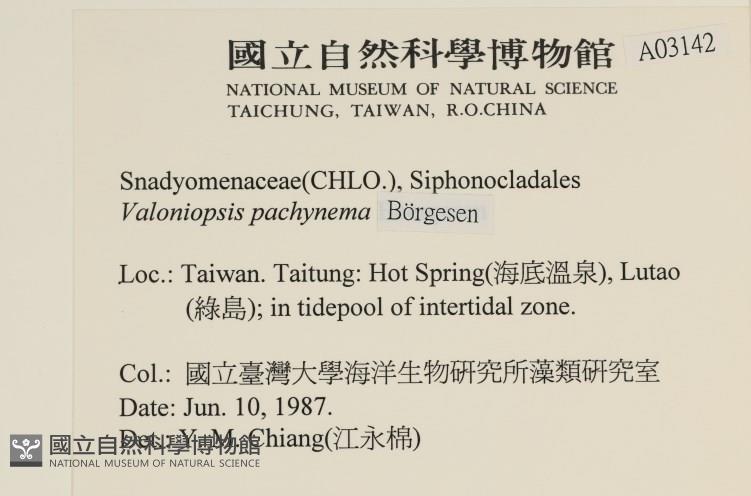 國立自然科學博物館
A03142
NATIONAL MUSEUM OF NATURAL SCIENCE
TAICHUNG, TAIWAN, R.O.CHINA
Snadyomenaceae(CHLO.), Siphonocladales
Valoniopsis pachynema Börgesen
Loc.: Taiwan. Taitung: Hot Spring(海底溫泉), Lutao
(綠島); in tidepool of intertidal zone.
Col.: 國立臺灣大學海洋生物研究所藻類研究室
Date: Jun. 10, 1987.
Det.: Y. M. Chiang(江永棉)
國立自然科學博物館
NATIONAL MUSEUM OF NATURAL SCIENCE